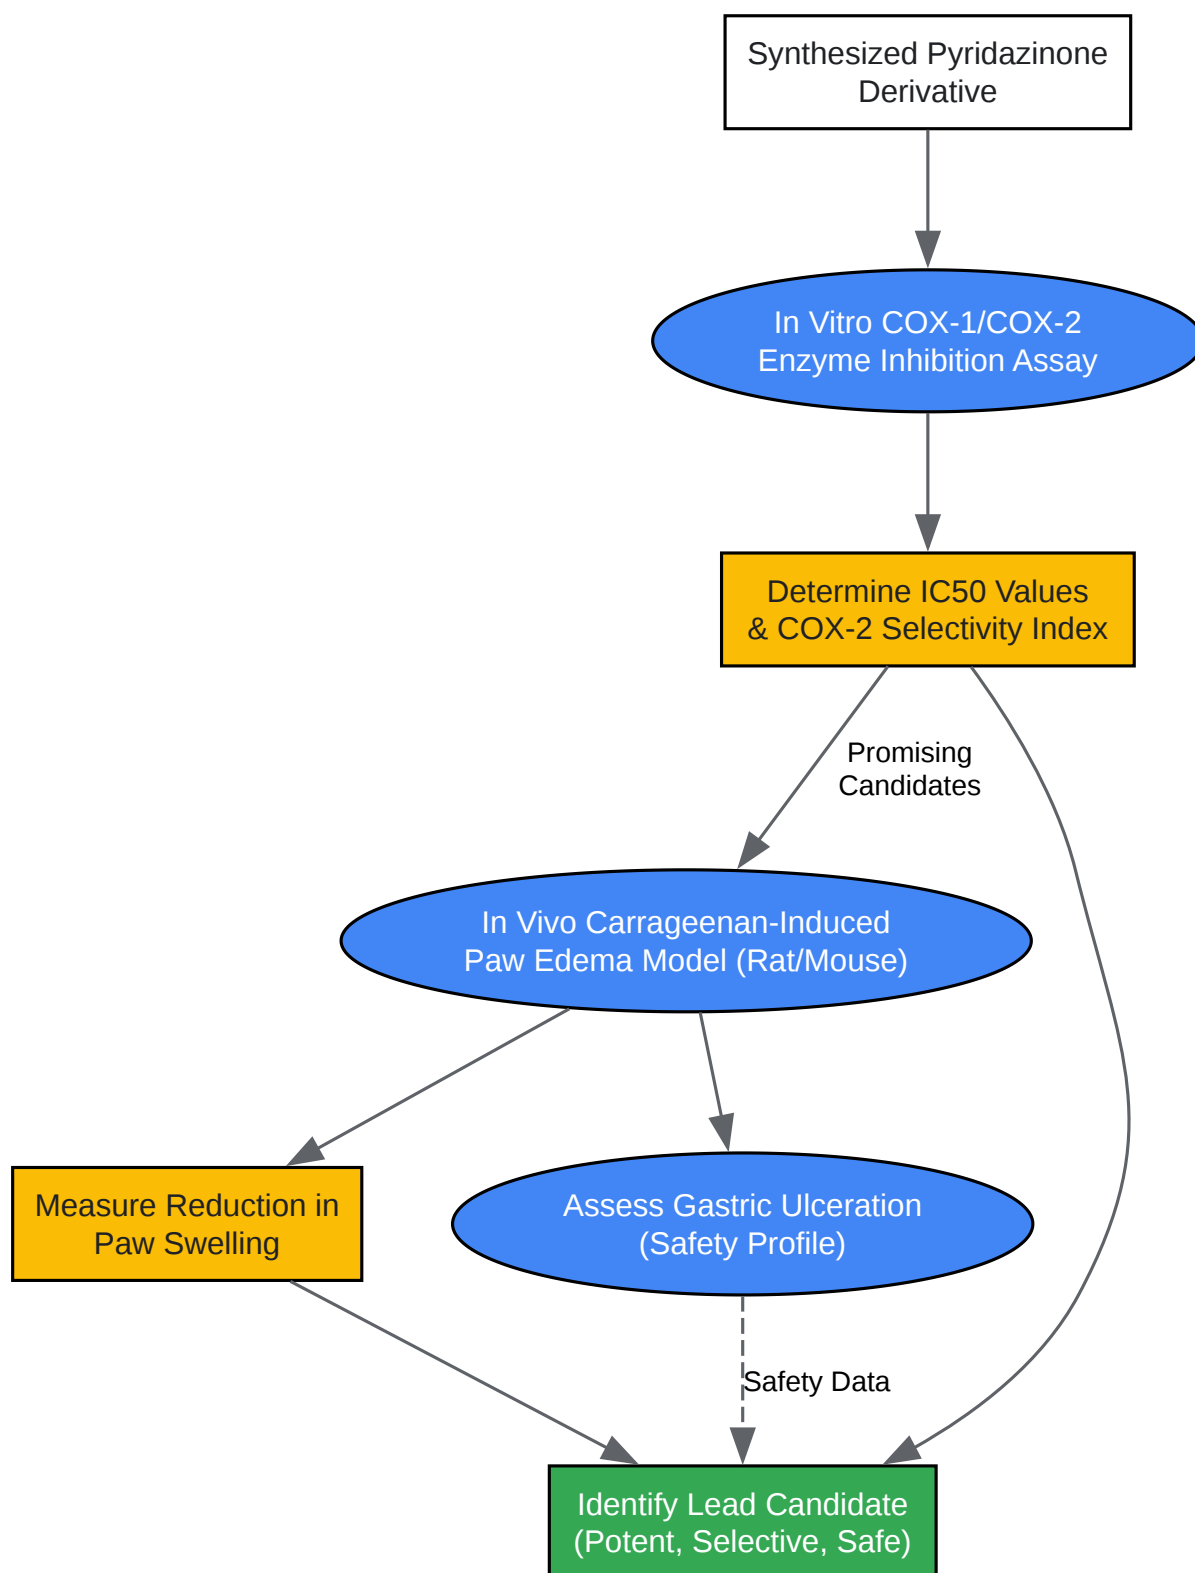 Synthesized Pyridazinone
Derivative
In Vitro COX-1/COX-2
Enzyme Inhibition Assay
Determine IC50 Values
& COX-2 Selectivity Index
Promising
Candidates
In Vivo Carrageenan-Induced
Paw Edema Model (Rat/Mouse)
Measure Reduction in
Paw Swelling
Assess Gastric Ulceration
(Safety Profile)
Safety Data
Identify Lead Candidate
(Potent, Selective, Safe)